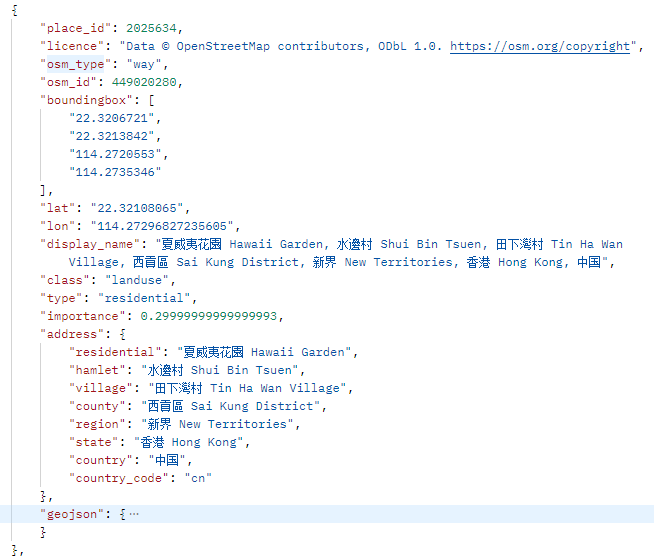 {
"place_id": 2025634,
"licence": "Data © OpenStreetMap contributors, ODbL 1.0. https://osm.org/copyright",
"osm_type": "way",
"osm_id": 449020280,
"boundingbox": [
"22.3206721",
"22.3213842",
"114.2720553",
"114.2735346"
],
"lat": "22.32108065",
"lon": "114.27296827235605",
"display_name": "夏威夷花園 Hawaii Garden, 水邊村 Shui Bin Tsuen, 田下灣村 Tin Ha Wan
Village, 西貢區 Sai Kung District, 新界 New Territories, 香港 Hong Kong, 中国",
"class": "landuse",
"type": "residential",
"importance": 0.29999999999999993,
"address": {
"residential": "夏威夷花園 Hawaii Garden",
"hamlet": "水邊村 Shui Bin Tsuen",
"village": "田下灣村 Tin Ha Wan Village",
"county": "西貢區 Sai Kung District",
"region": "新界 New Territories",
"state": "香港 Hong Kong",
"country": "中国",
"country_code": "cn"
},
"geojson": {⋯
}
},